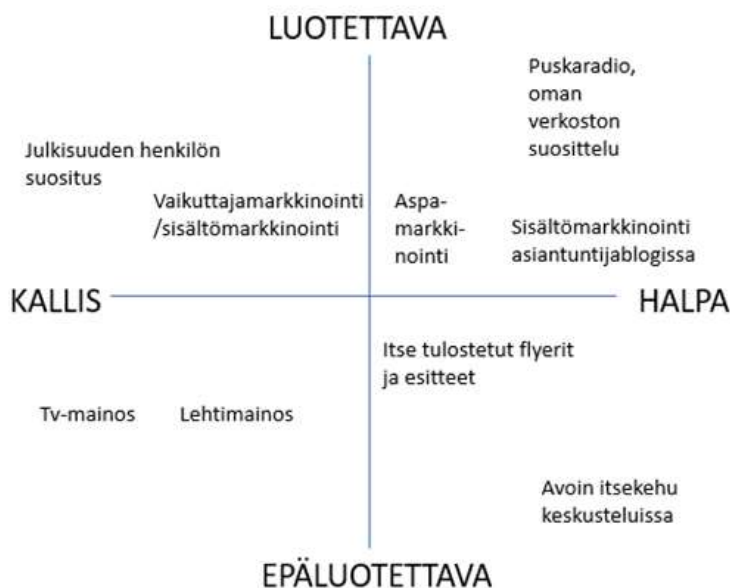 LUOTETTAVA
Puskaradio,
oman
verkoston
suosittelu
Julkisuuden henkilön
suositus
Vaikuttajamarkkinointi
/sisältömarkkinointi
Aspa-
markki-
nointi
Sisältömarkkinointi
asiantuntijablogissa
KALLIS
HALPA
Itse tulostetut flyerit
ja esitteet
Tv-mainos
Lehtimainos
Avoin itsekehu
keskusteluissa
EPÄLUOTETTAVA